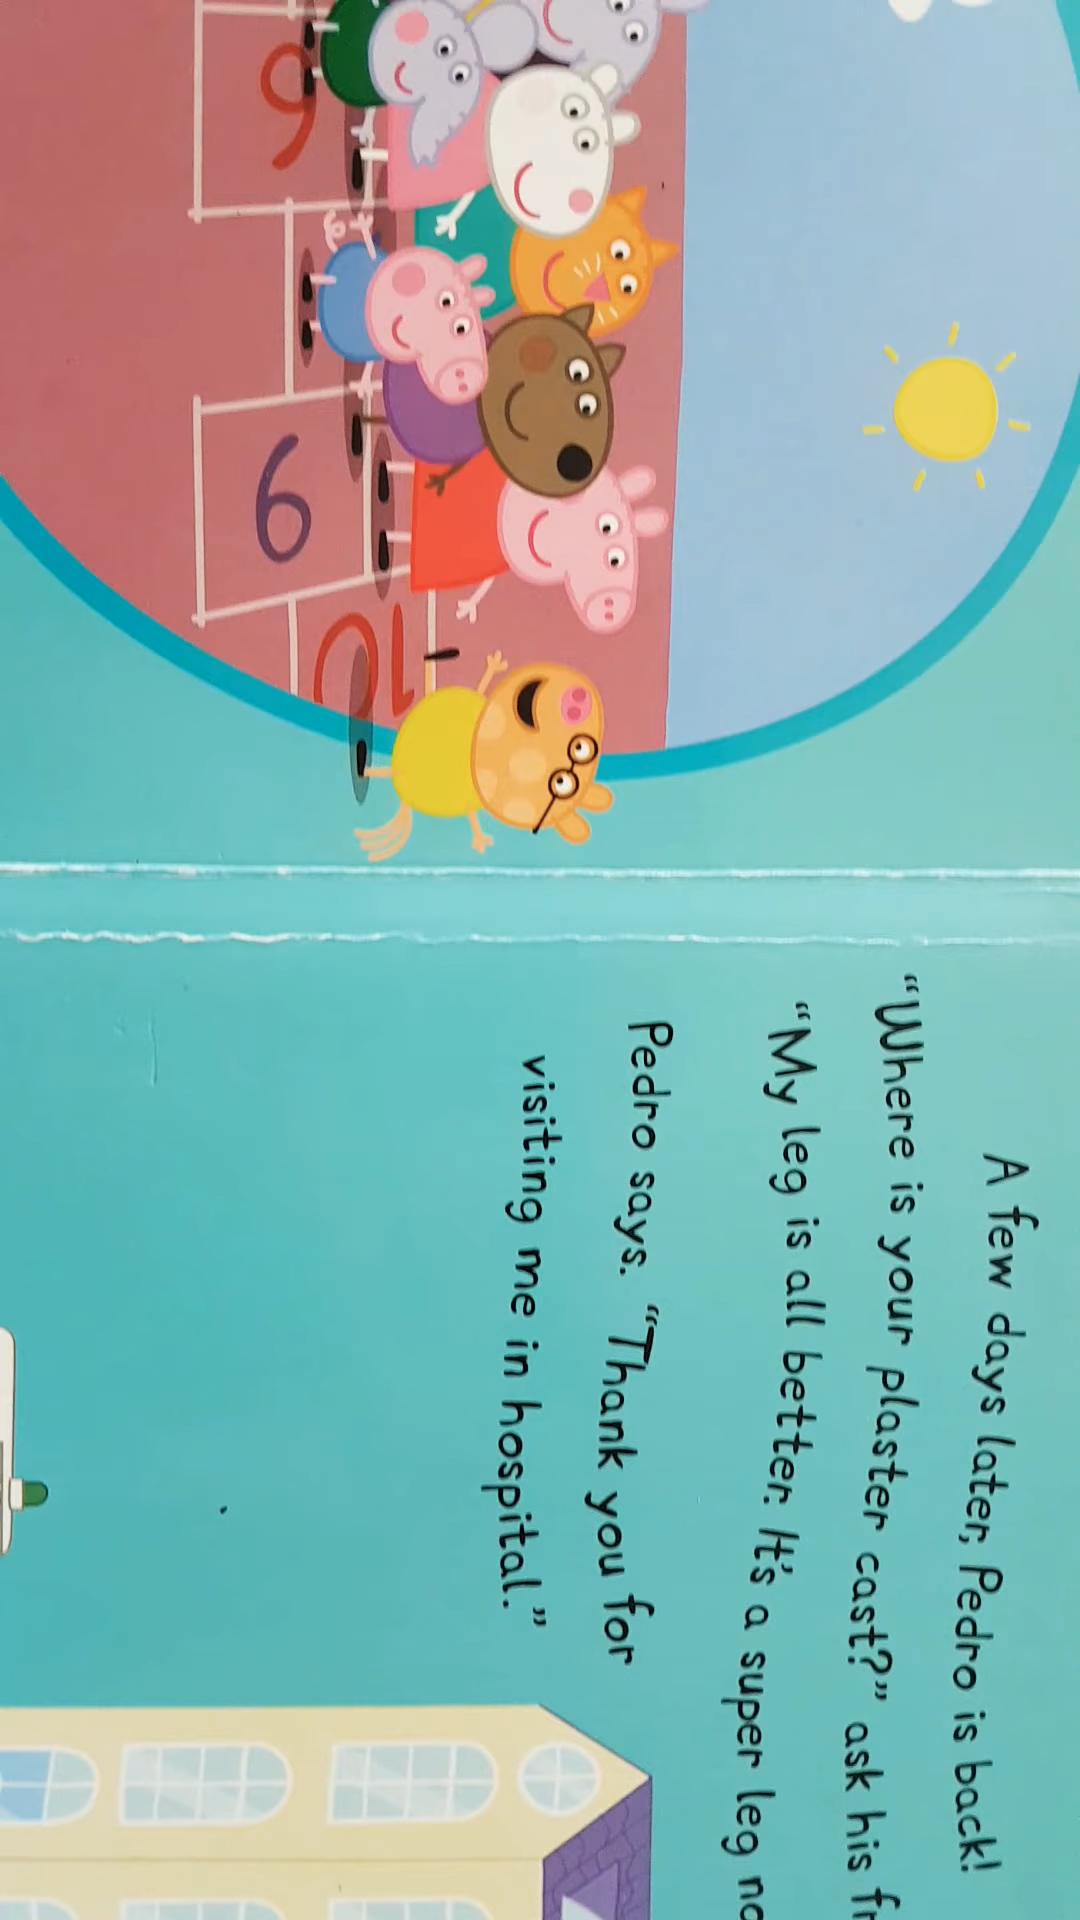 9
6
10
A few days later, Pedro is back!
"Where is your plaster cast?" ask his
"My leg is all better. It's a super leg
Pedro says. "Thank you for
visiting me in hospital."